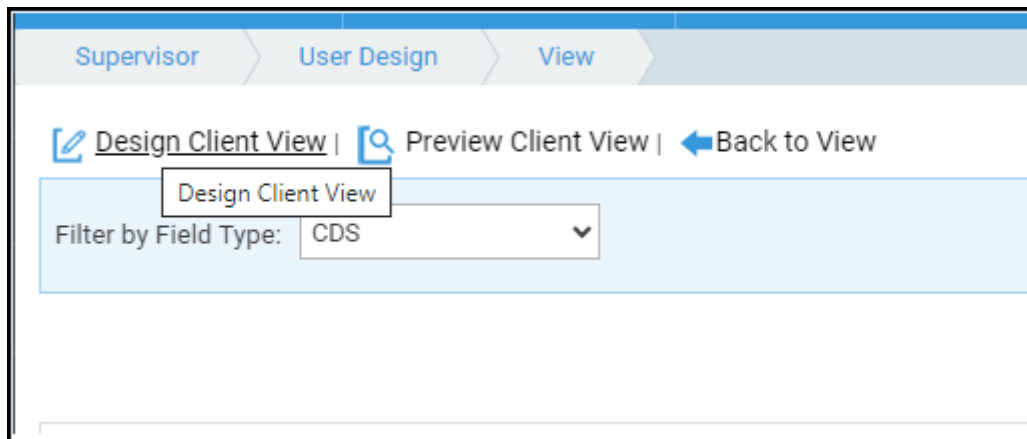 Supervisor User Design View
Design Client View | Preview Client View | Back to View
Design Client View
Filter by Field Type: CDS